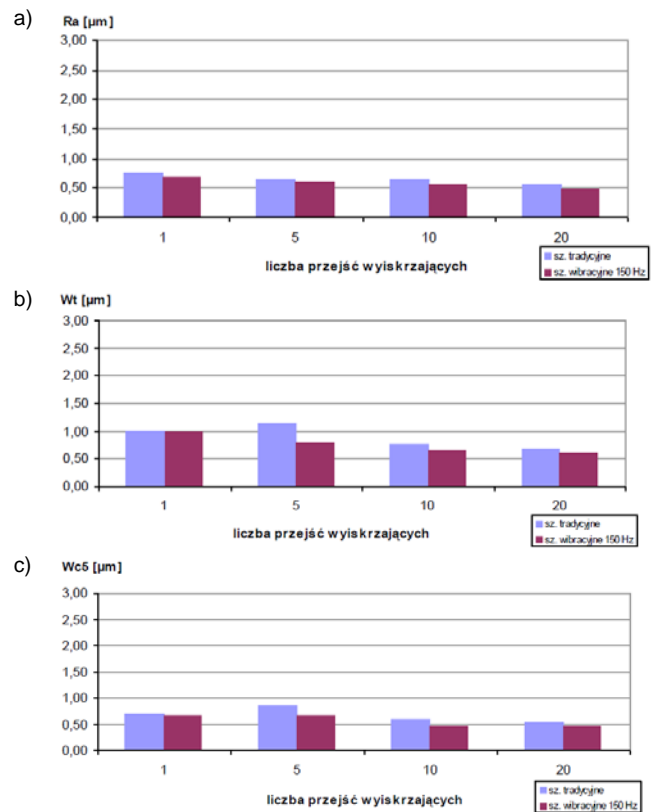 a)
Ra [µm]
3,00
2,50
2,00
1,50
1,00
0,50
0,00
1 5 10 20
liczba przejść wyiskrzających
sz. tradycyjne
sz. wibracyjne 150 Hz
b)
Wt [µm]
3,00
2,50
2,00
1,50
1,00
0,50
0,00
1 5 10 20
liczba przejść wyiskrzających
sz. tradycyjne
sz. wibracyjne 150 Hz
c)
Wc5 [µm]
3,00
2,50
2,00
1,50
1,00
0,50
0,00
1 5 10 20
liczba przejść wyiskrzających
sz. tradycyjne
sz. wibracyjne 150 Hz